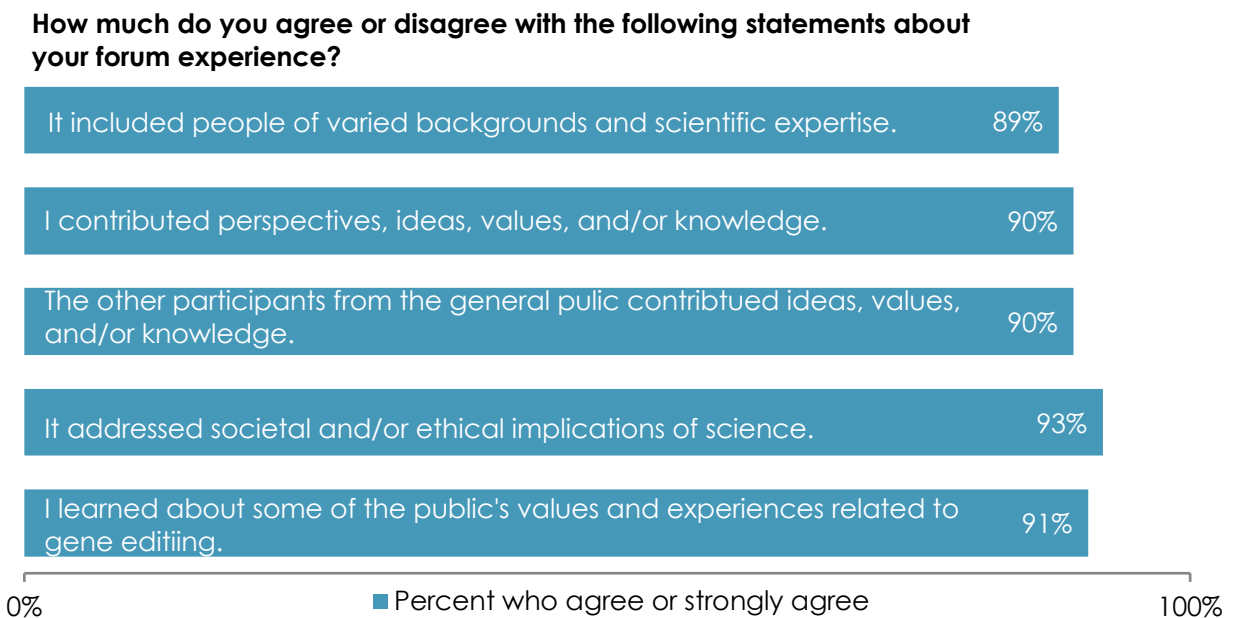 How much do you agree or disagree with the following statements about
your forum experience?
It included people of varied backgrounds and scientific expertise.
89%
I contributed perspectives, ideas, values, and/or knowledge.
90%
The other participants from the general pulic contribtued ideas, values,
and/or knowledge.
90%
It addressed societal and/or ethical implications of science.
93%
I learned about some of the public's values and experiences related to
gene editiing.
91%
0%
Percent who agree or strongly agree
100%